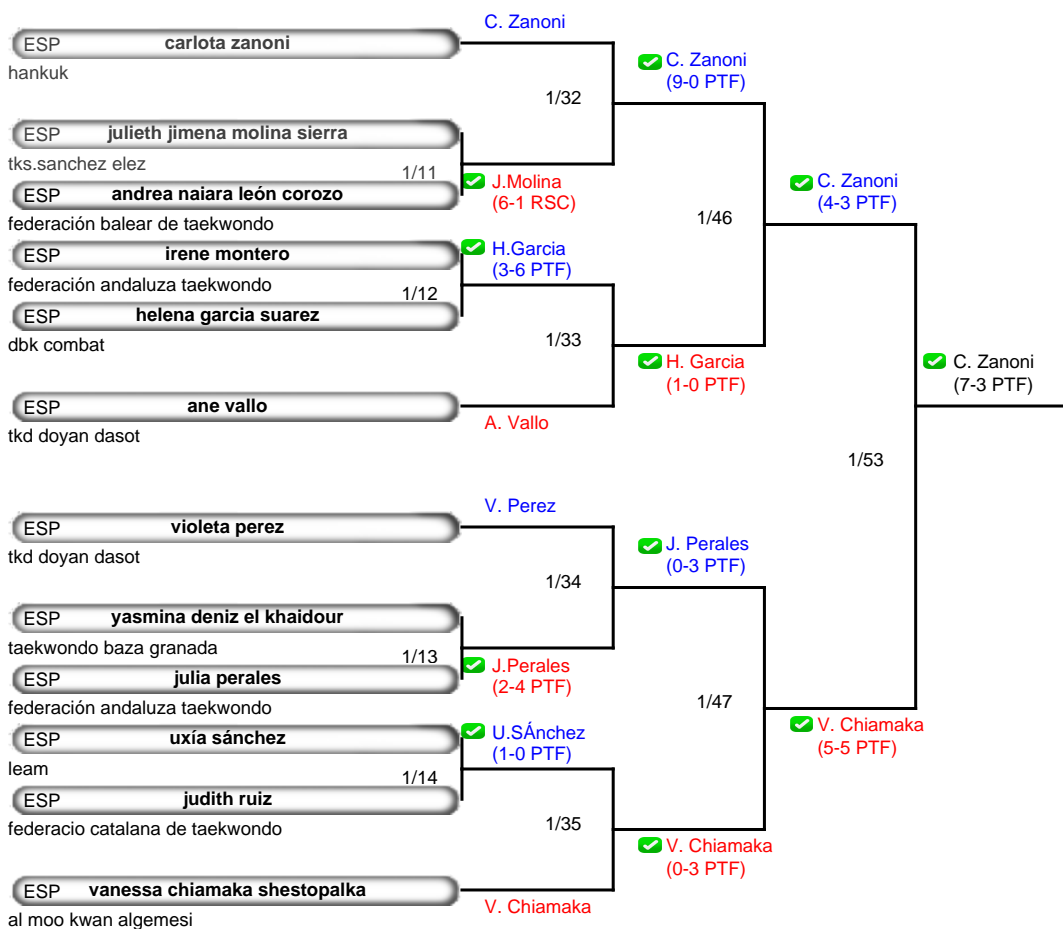 C. Zanoni
ESP carlota zanoni
hankuk
C. Zanoni
(9-0 PTF)
1/32
ESP julieth jimena molina sierra
tks.sanchez elez
1/11
J.Molina
(6-1 RSC)
ESP andrea naiara león corozo
federación balear de taekwondo
C. Zanoni
(4-3 PTF)
1/46
ESP irene montero
federación andaluza taekwondo
1/12
H.Garcia
(3-6 PTF)
ESP helena garcia suarez
dbk combat
1/33
H. Garcia
(1-0 PTF)
ESP ane vallo
tkd doyan dasot
A. Vallo
C. Zanoni
(7-3 PTF)
1/53
V. Perez
ESP violeta perez
tkd doyan dasot
J. Perales
(0-3 PTF)
1/34
ESP yasmina deniz el khaidour
taekwondo baza granada
1/13
J.Perales
(2-4 PTF)
ESP julia perales
federación andaluza taekwondo
1/47
V. Chiamaka
(5-5 PTF)
ESP uxía sánchez
leam
1/14
U.SÁnchez
(1-0 PTF)
ESP judith ruiz
federacio catalana de taekwondo
1/35
V. Chiamaka
(0-3 PTF)
ESP vanessa chiamaka shestopalka
al moo kwan algemesi
V. Chiamaka